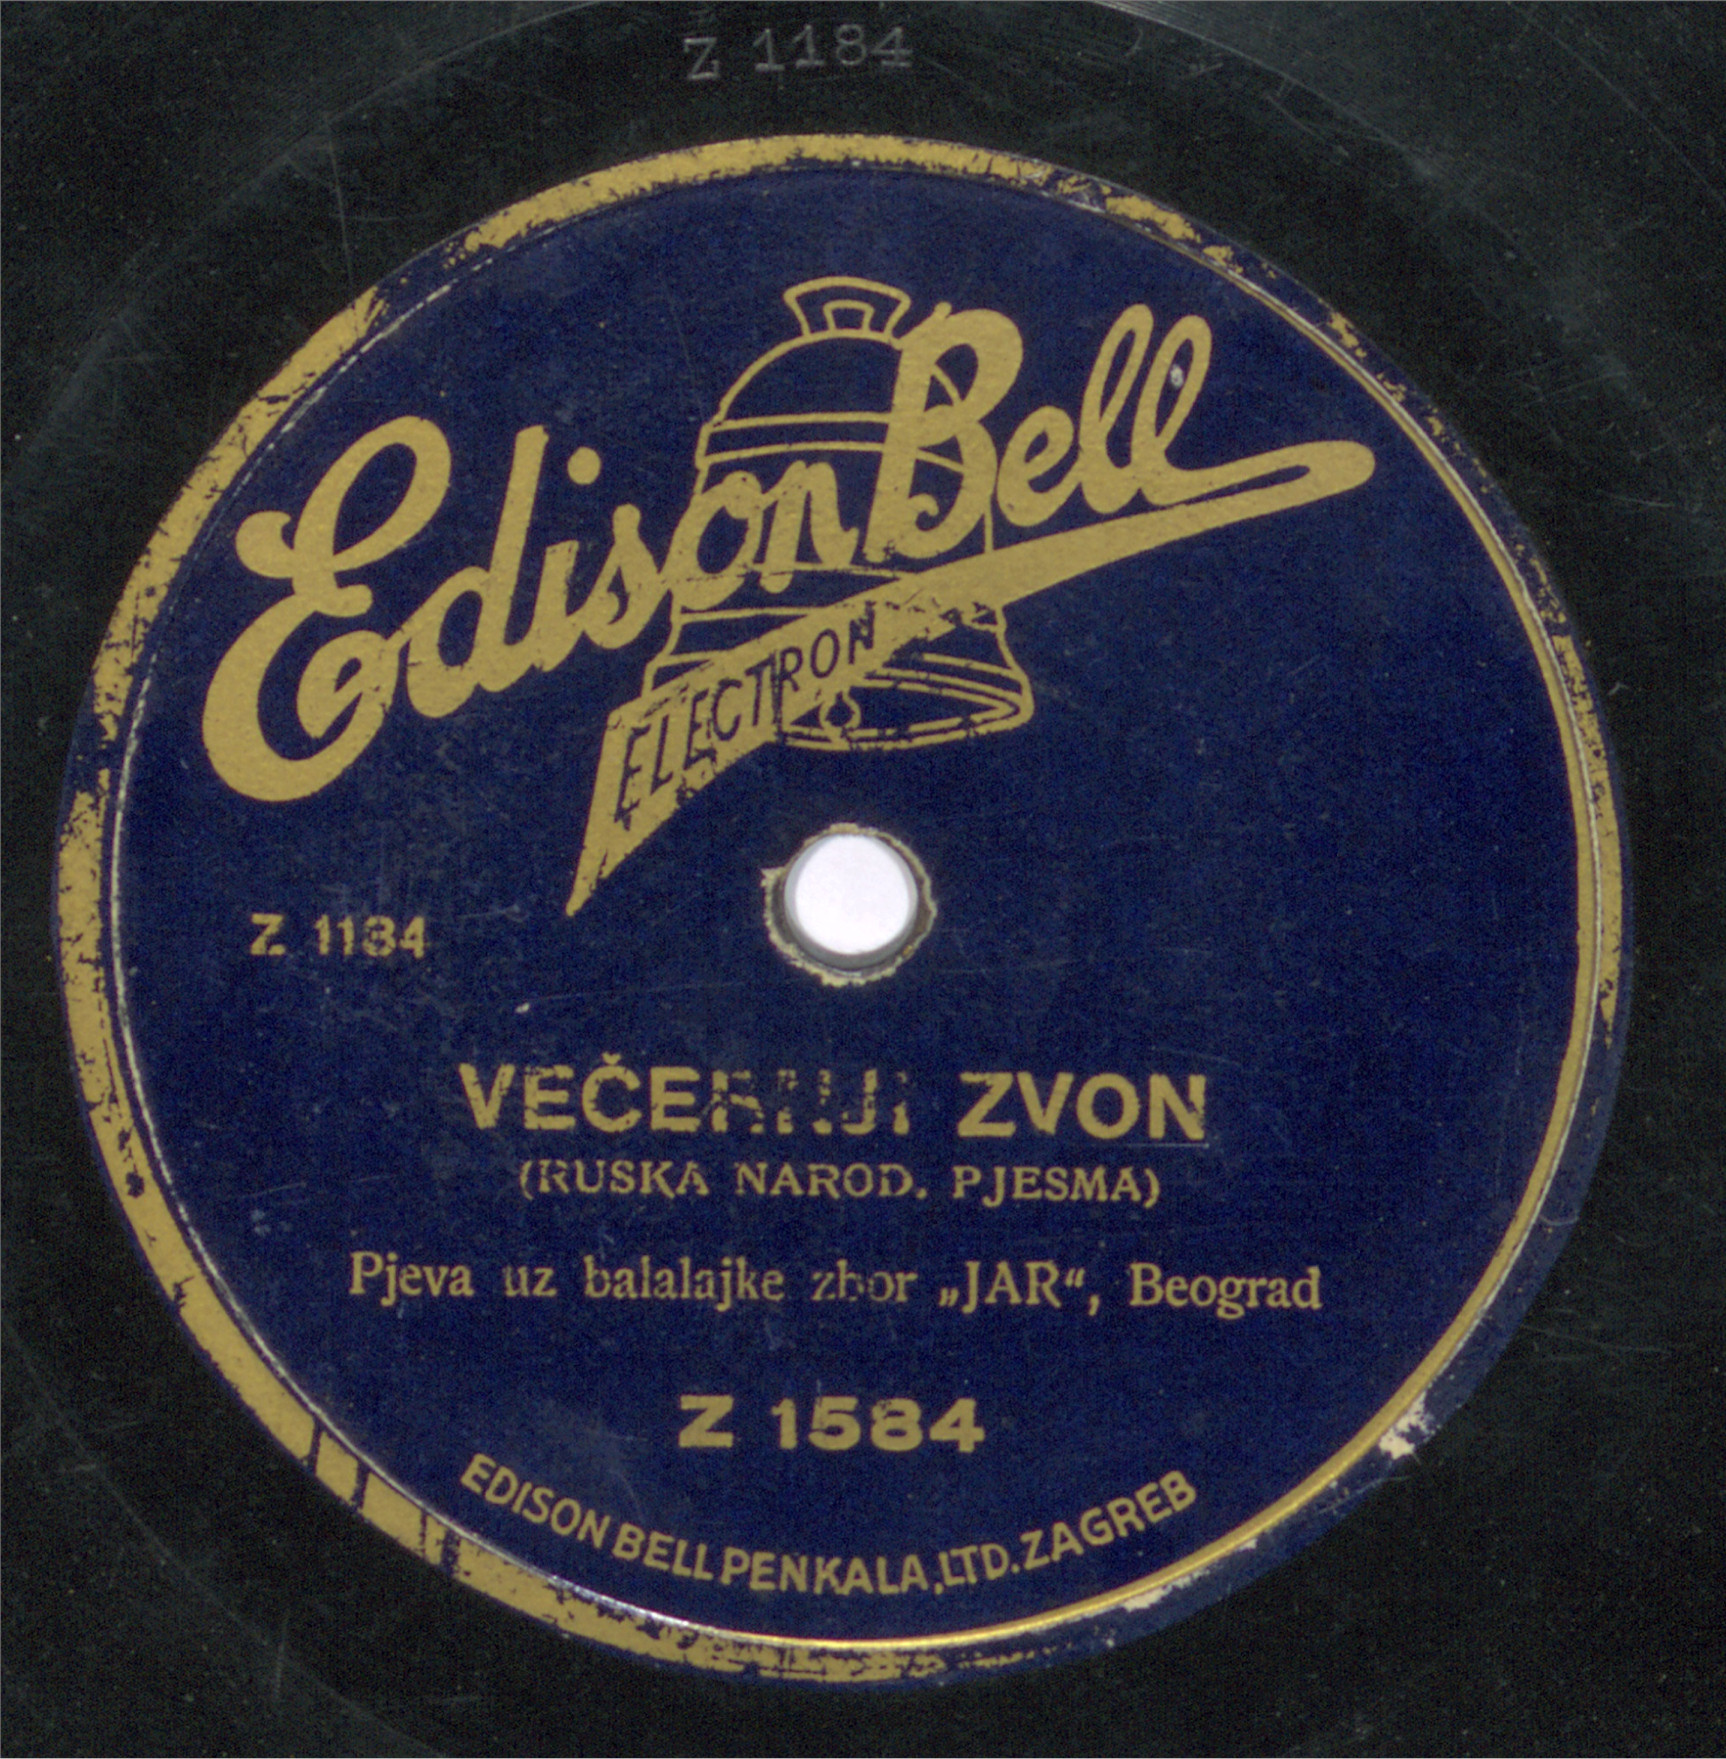 Z 1184
Edison Bell
ELECTRON
Z 1184
VEČERNJI ZVON
(RUSKA NAROD. PJESMA)
Pjeva uz balalajke zbor „JAR“, Beograd
Z 1584
EDISON BELL PENKALA, LTD. ZAGREB